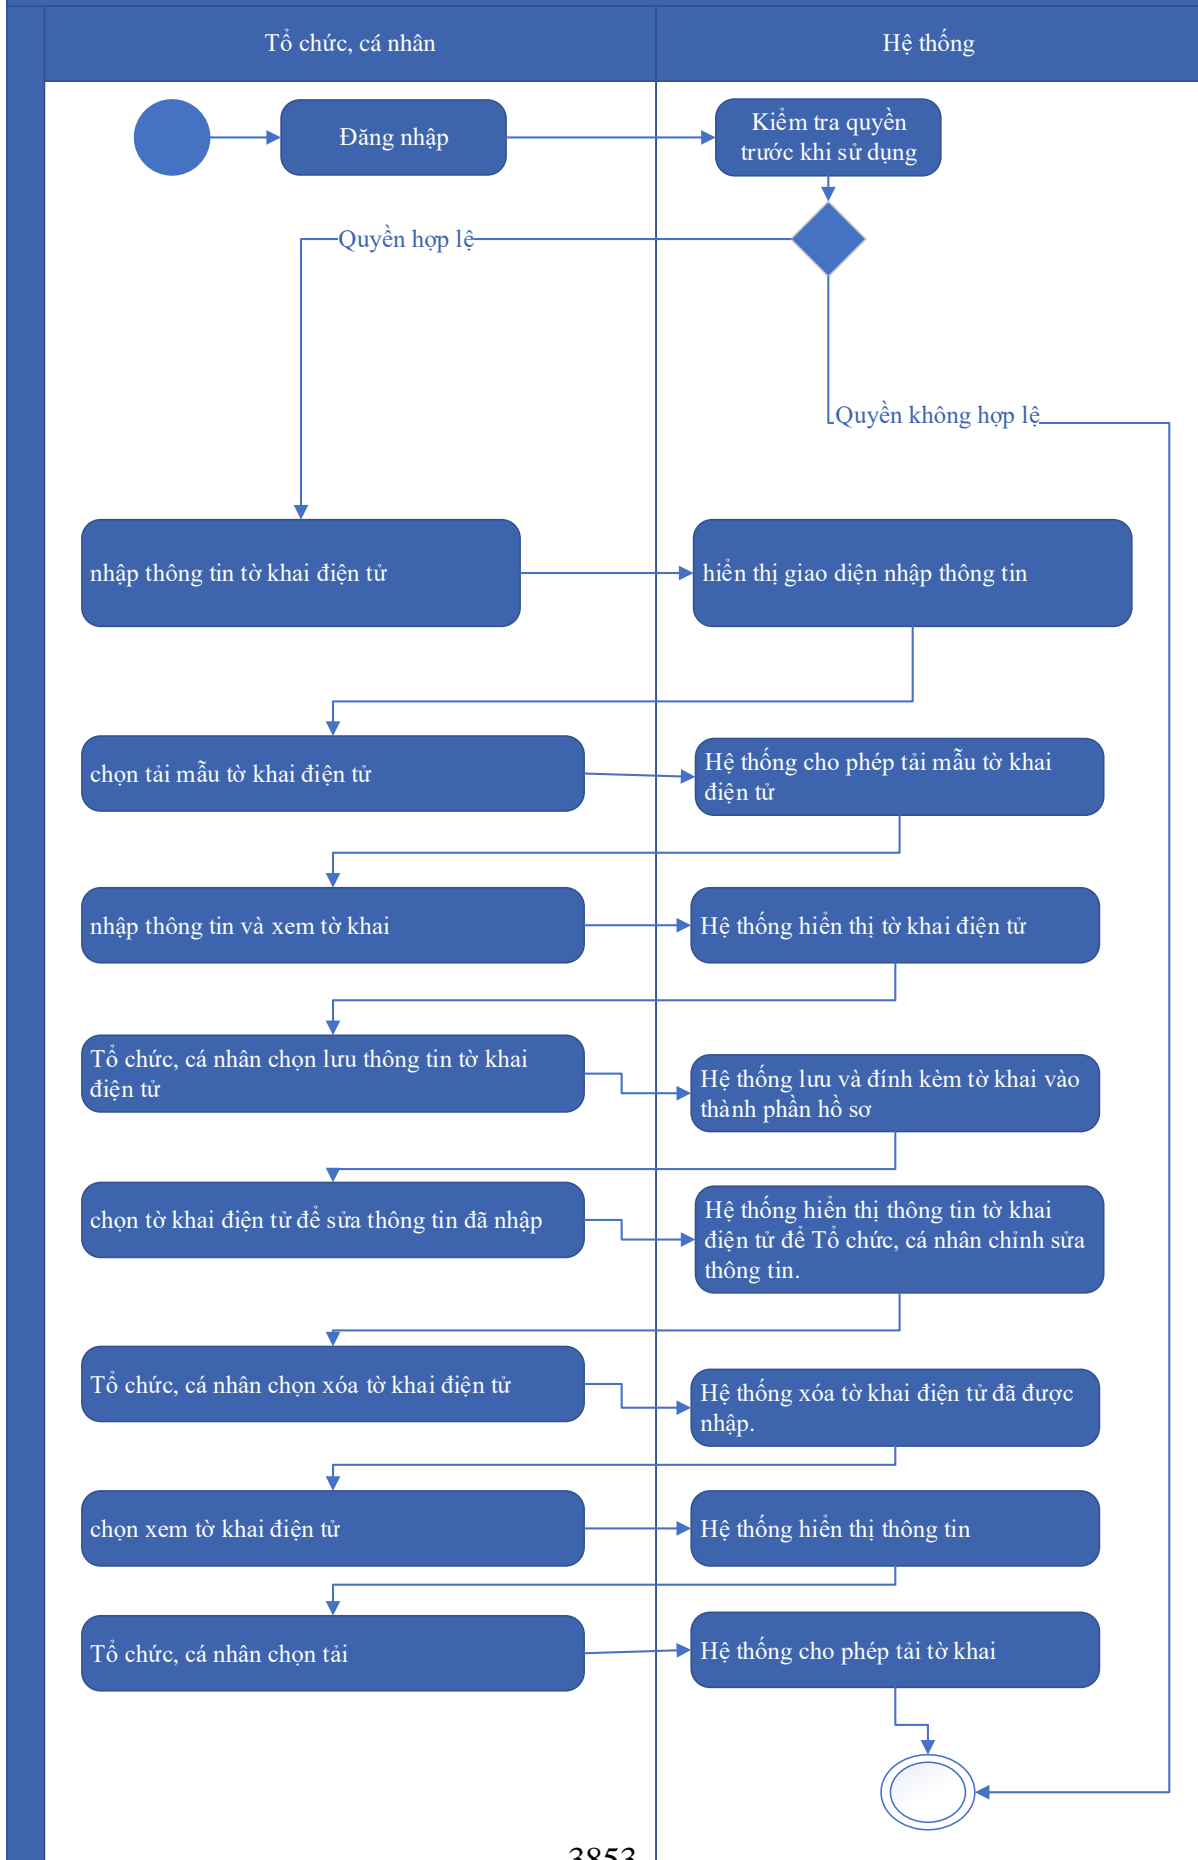 Tổ chức, cá nhân
Hệ thống
Đăng nhập
Kiểm tra quyền
trước khi sử dụng
Quyền hợp lệ
Quyền không hợp lệ
nhập thông tin tờ khai điện tử
hiển thị giao diện nhập thông tin
chọn tải mẫu tờ khai điện tử
Hệ thống cho phép tải mẫu tờ khai
điện tử
nhập thông tin và xem tờ khai
Hệ thống hiển thị tờ khai điện tử
Tổ chức, cá nhân chọn lưu thông tin tờ khai
điện tử
Hệ thống lưu và đính kèm tờ khai vào
thành phần hồ sơ
chọn tờ khai điện tử để sửa thông tin đã nhập
Hệ thống hiển thị thông tin tờ khai
điện tử để Tổ chức, cá nhân chỉnh sửa
thông tin.
Tổ chức, cá nhân chọn xóa tờ khai điện tử
Hệ thống xóa tờ khai điện tử đã được
nhập.
chọn xem tờ khai điện tử
Hệ thống hiển thị thông tin
Tổ chức, cá nhân chọn tải
Hệ thống cho phép tải tờ khai
3853